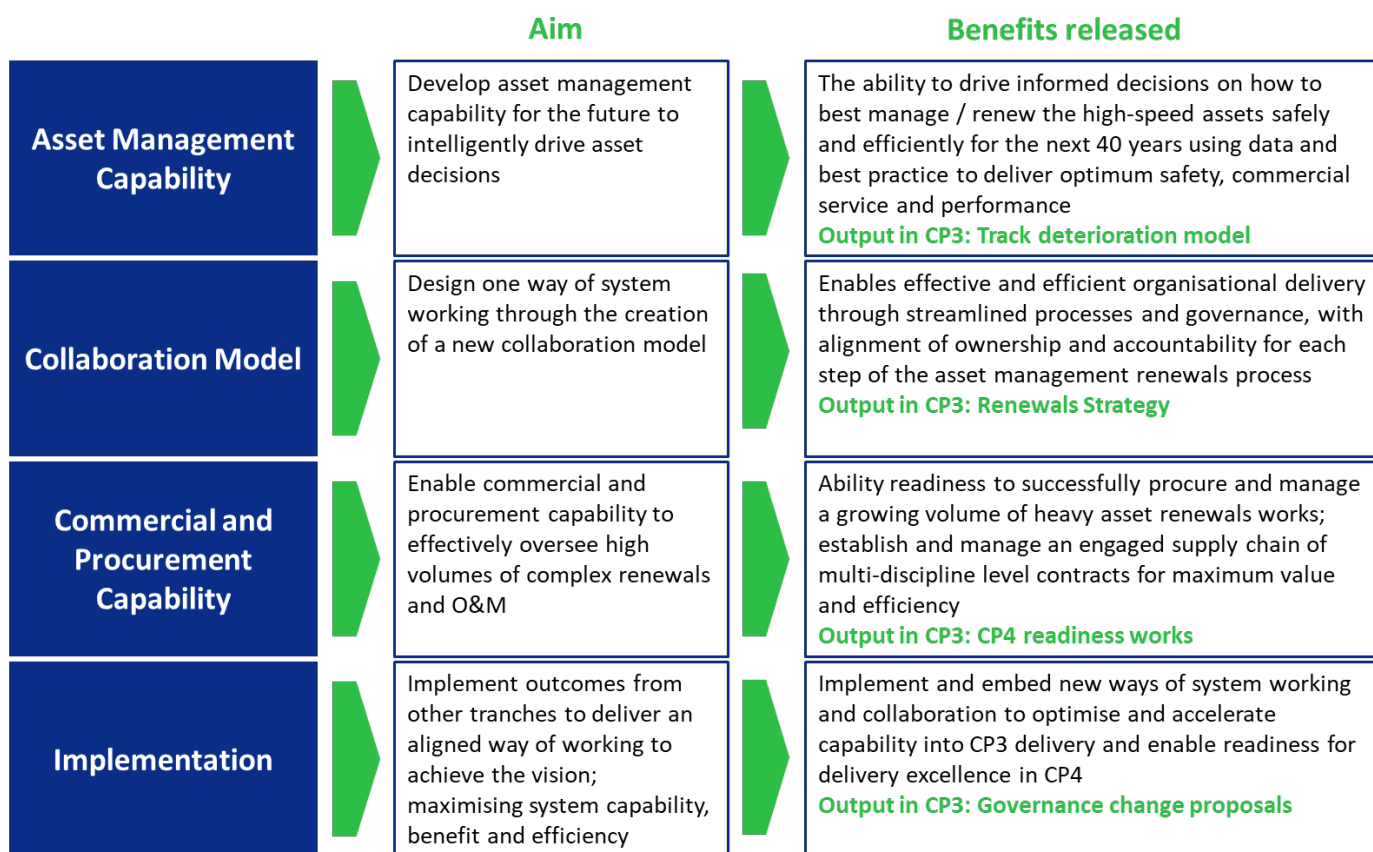 Aim
Benefits released
Asset Management
Capability
Develop asset management
capability for the future to
intelligently drive asset
decisions
The ability to drive informed decisions on how to
best manage / renew the high-speed assets safely
and efficiently for the next 40 years using data and
best practice to deliver optimum safety, commercial
service and performance
Output in CP3: Track deterioration model
Collaboration Model
Design one way of system
working through the creation
of a new collaboration model
Enables effective and efficient organisational delivery
through streamlined processes and governance, with
alignment of ownership and accountability for each
step of the asset management renewals process
Output in CP3: Renewals Strategy
Commercial and
Procurement
Capability
Enable commercial and
procurement capability to
effectively oversee high
volumes of complex renewals
and O&M
Ability readiness to successfully procure and manage
a growing volume of heavy asset renewals works;
establish and manage an engaged supply chain of
multi-discipline level contracts for maximum value
and efficiency
Output in CP3: CP4 readiness works
Implementation
Implement outcomes from
other tranches to deliver an
aligned way of working to
achieve the vision;
maximising system capability,
benefit and efficiency
Implement and embed new ways of system working
and collaboration to optimise and accelerate
capability into CP3 delivery and enable readiness for
delivery excellence in CP4
Output in CP3: Governance change proposals